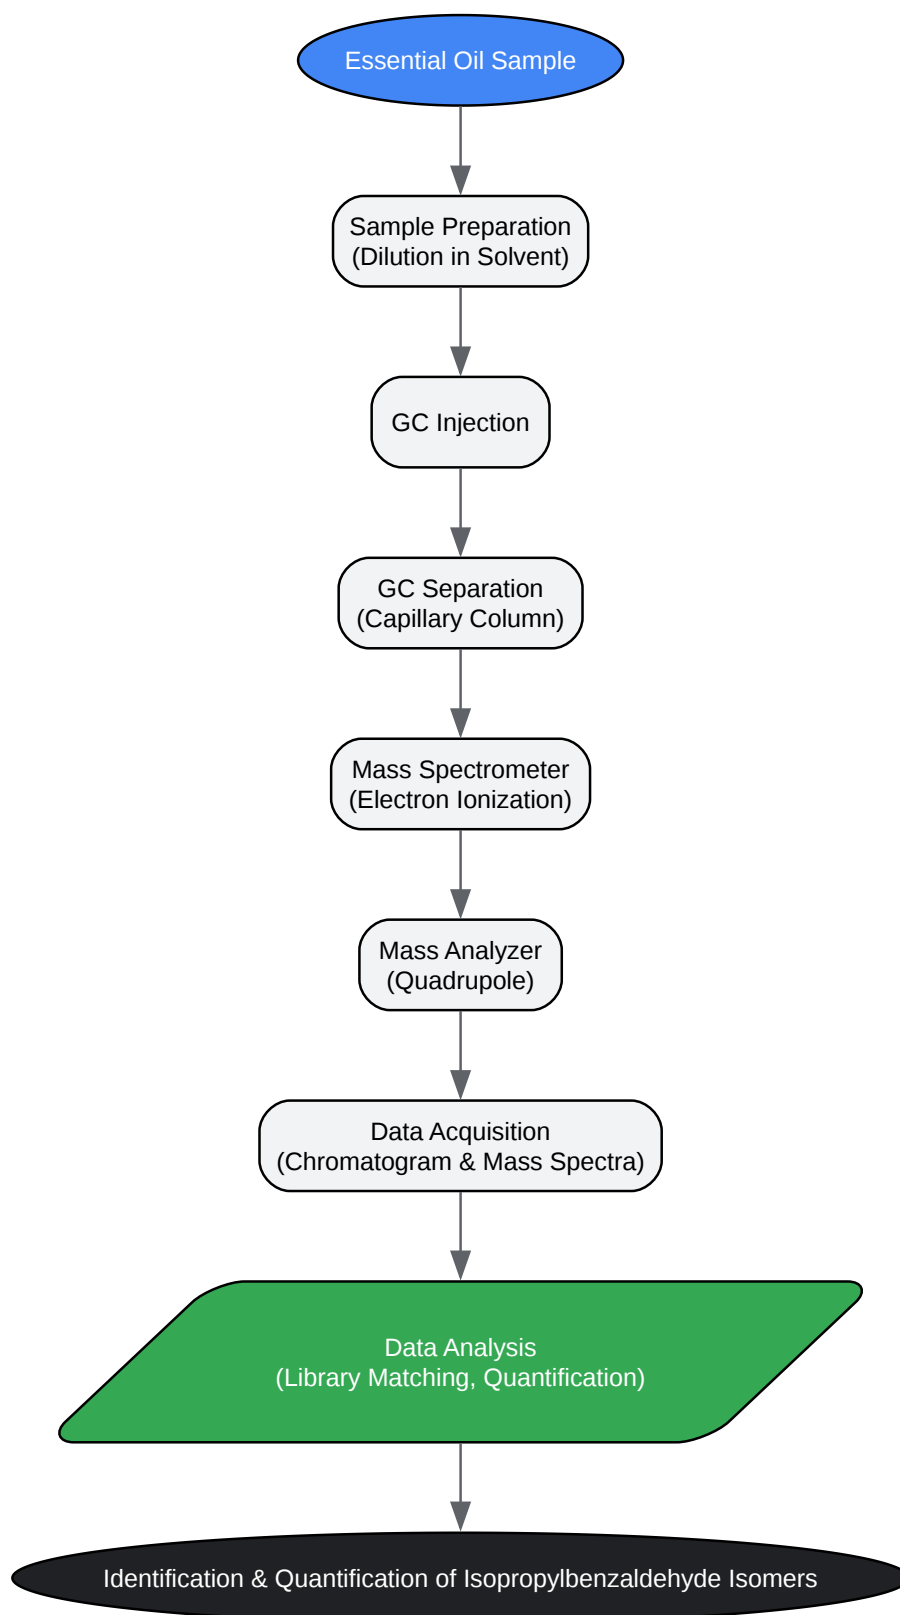 Essential Oil Sample
Sample Preparation
(Dilution in Solvent)
GC Injection
GC Separation
(Capillary Column)
Mass Spectrometer
(Electron Ionization)
Mass Analyzer
(Quadrupole)
Data Acquisition
(Chromatogram & Mass Spectra)
Data Analysis
(Library Matching, Quantification)
Identification & Quantification of Isopropylbenzaldehyde Isomers